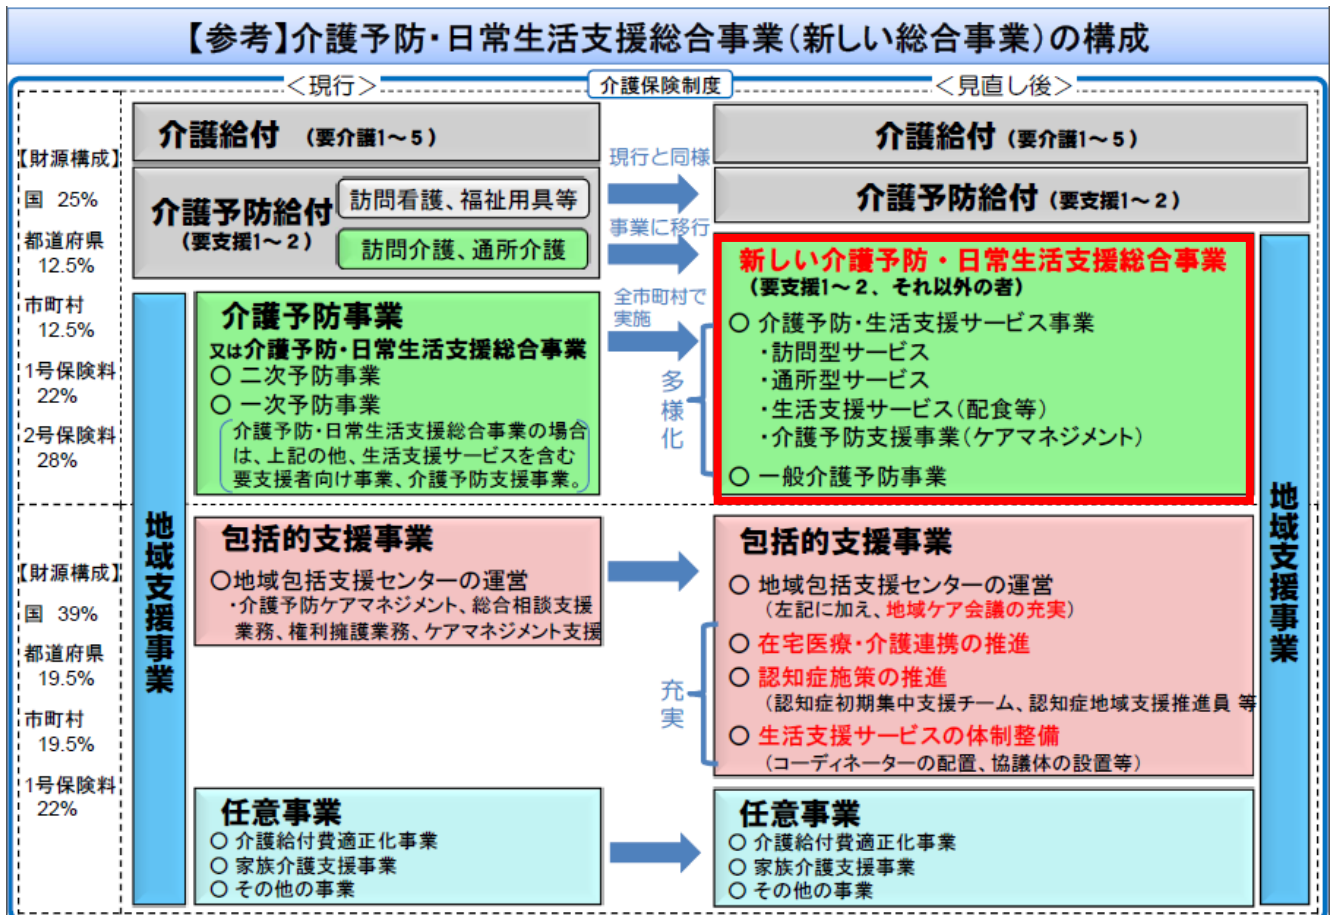 【参考】介護予防・日常生活支援総合事業(新しい総合事業)の構成
<現行>
介護保険制度
<見直し後>
【財源構成】
国 25%
都道府県
12.5%
市町村
12.5%
1号保険料
22%
2号保険料
28%
【財源構成】
国 39%
都道府県
19.5%
市町村
19.5%
1号保険料
22%
介護給付 (要介護1~5)
介護予防給付
(要支援1~2)
訪問看護、福祉用具等
訪問介護、通所介護
地域支援事業
介護予防事業
又は介護予防・日常生活支援総合事業
○ 二次予防事業
○ 一次予防事業
介護予防・日常生活支援総合事業の場合
は、上記の他、生活支援サービスを含む
要支援者向け事業、介護予防支援事業。
包括的支援事業
○地域包括支援センターの運営
・介護予防ケアマネジメント、総合相談支援
業務、権利擁護業務、ケアマネジメント支援
任意事業
○ 介護給付費適正化事業
○ 家族介護支援事業
○ その他の事業
現行と同様
事業に移行
全市町村で
実施
多様化
充実
介護給付 (要介護1~5)
介護予防給付 (要支援1~2)
新しい介護予防・日常生活支援総合事業
(要支援1~2、それ以外の者)
○ 介護予防・生活支援サービス事業
・訪問型サービス
・通所型サービス
・生活支援サービス(配食等)
・介護予防支援事業(ケアマネジメント)
○ 一般介護予防事業
包括的支援事業
○ 地域包括支援センターの運営
(左記に加え、地域ケア会議の充実)
○ 在宅医療・介護連携の推進
○ 認知症施策の推進
(認知症初期集中支援チーム、認知症地域支援推進員 等
○ 生活支援サービスの体制整備
(コーディネーターの配置、協議体の設置等)
任意事業
○ 介護給付費適正化事業
○ 家族介護支援事業
○ その他の事業
地域支援事業